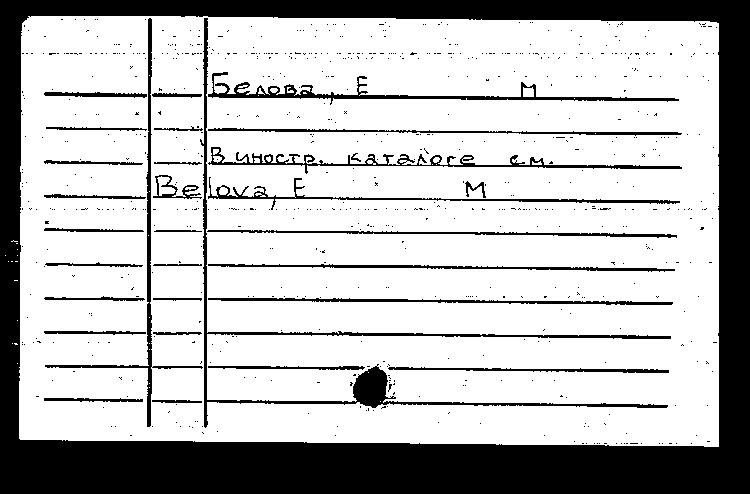 Белова, Е М
В иностр. каталоге см.
Belova, E M